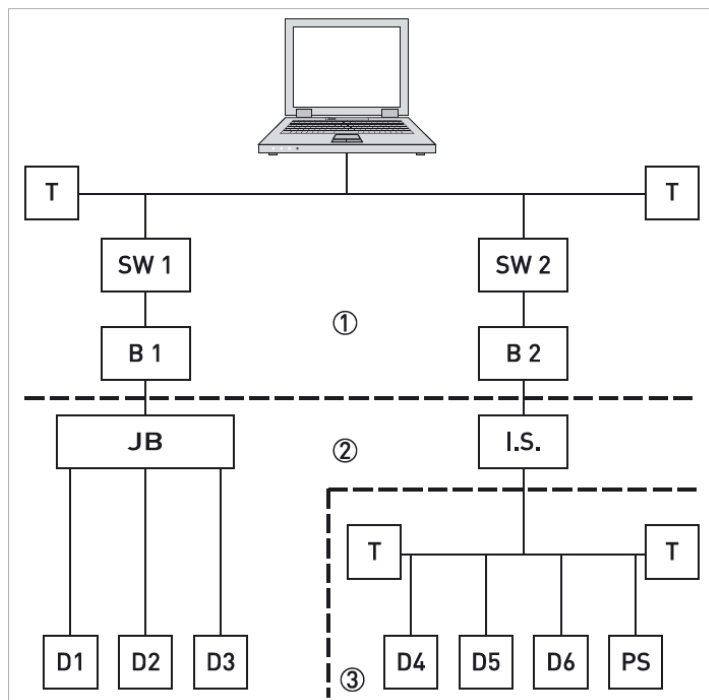 T T
SW 1 SW 2
①
B 1 B 2
JB ② I.S.
T T
D1 D2 D3 ③ D4 D5 D6 PS